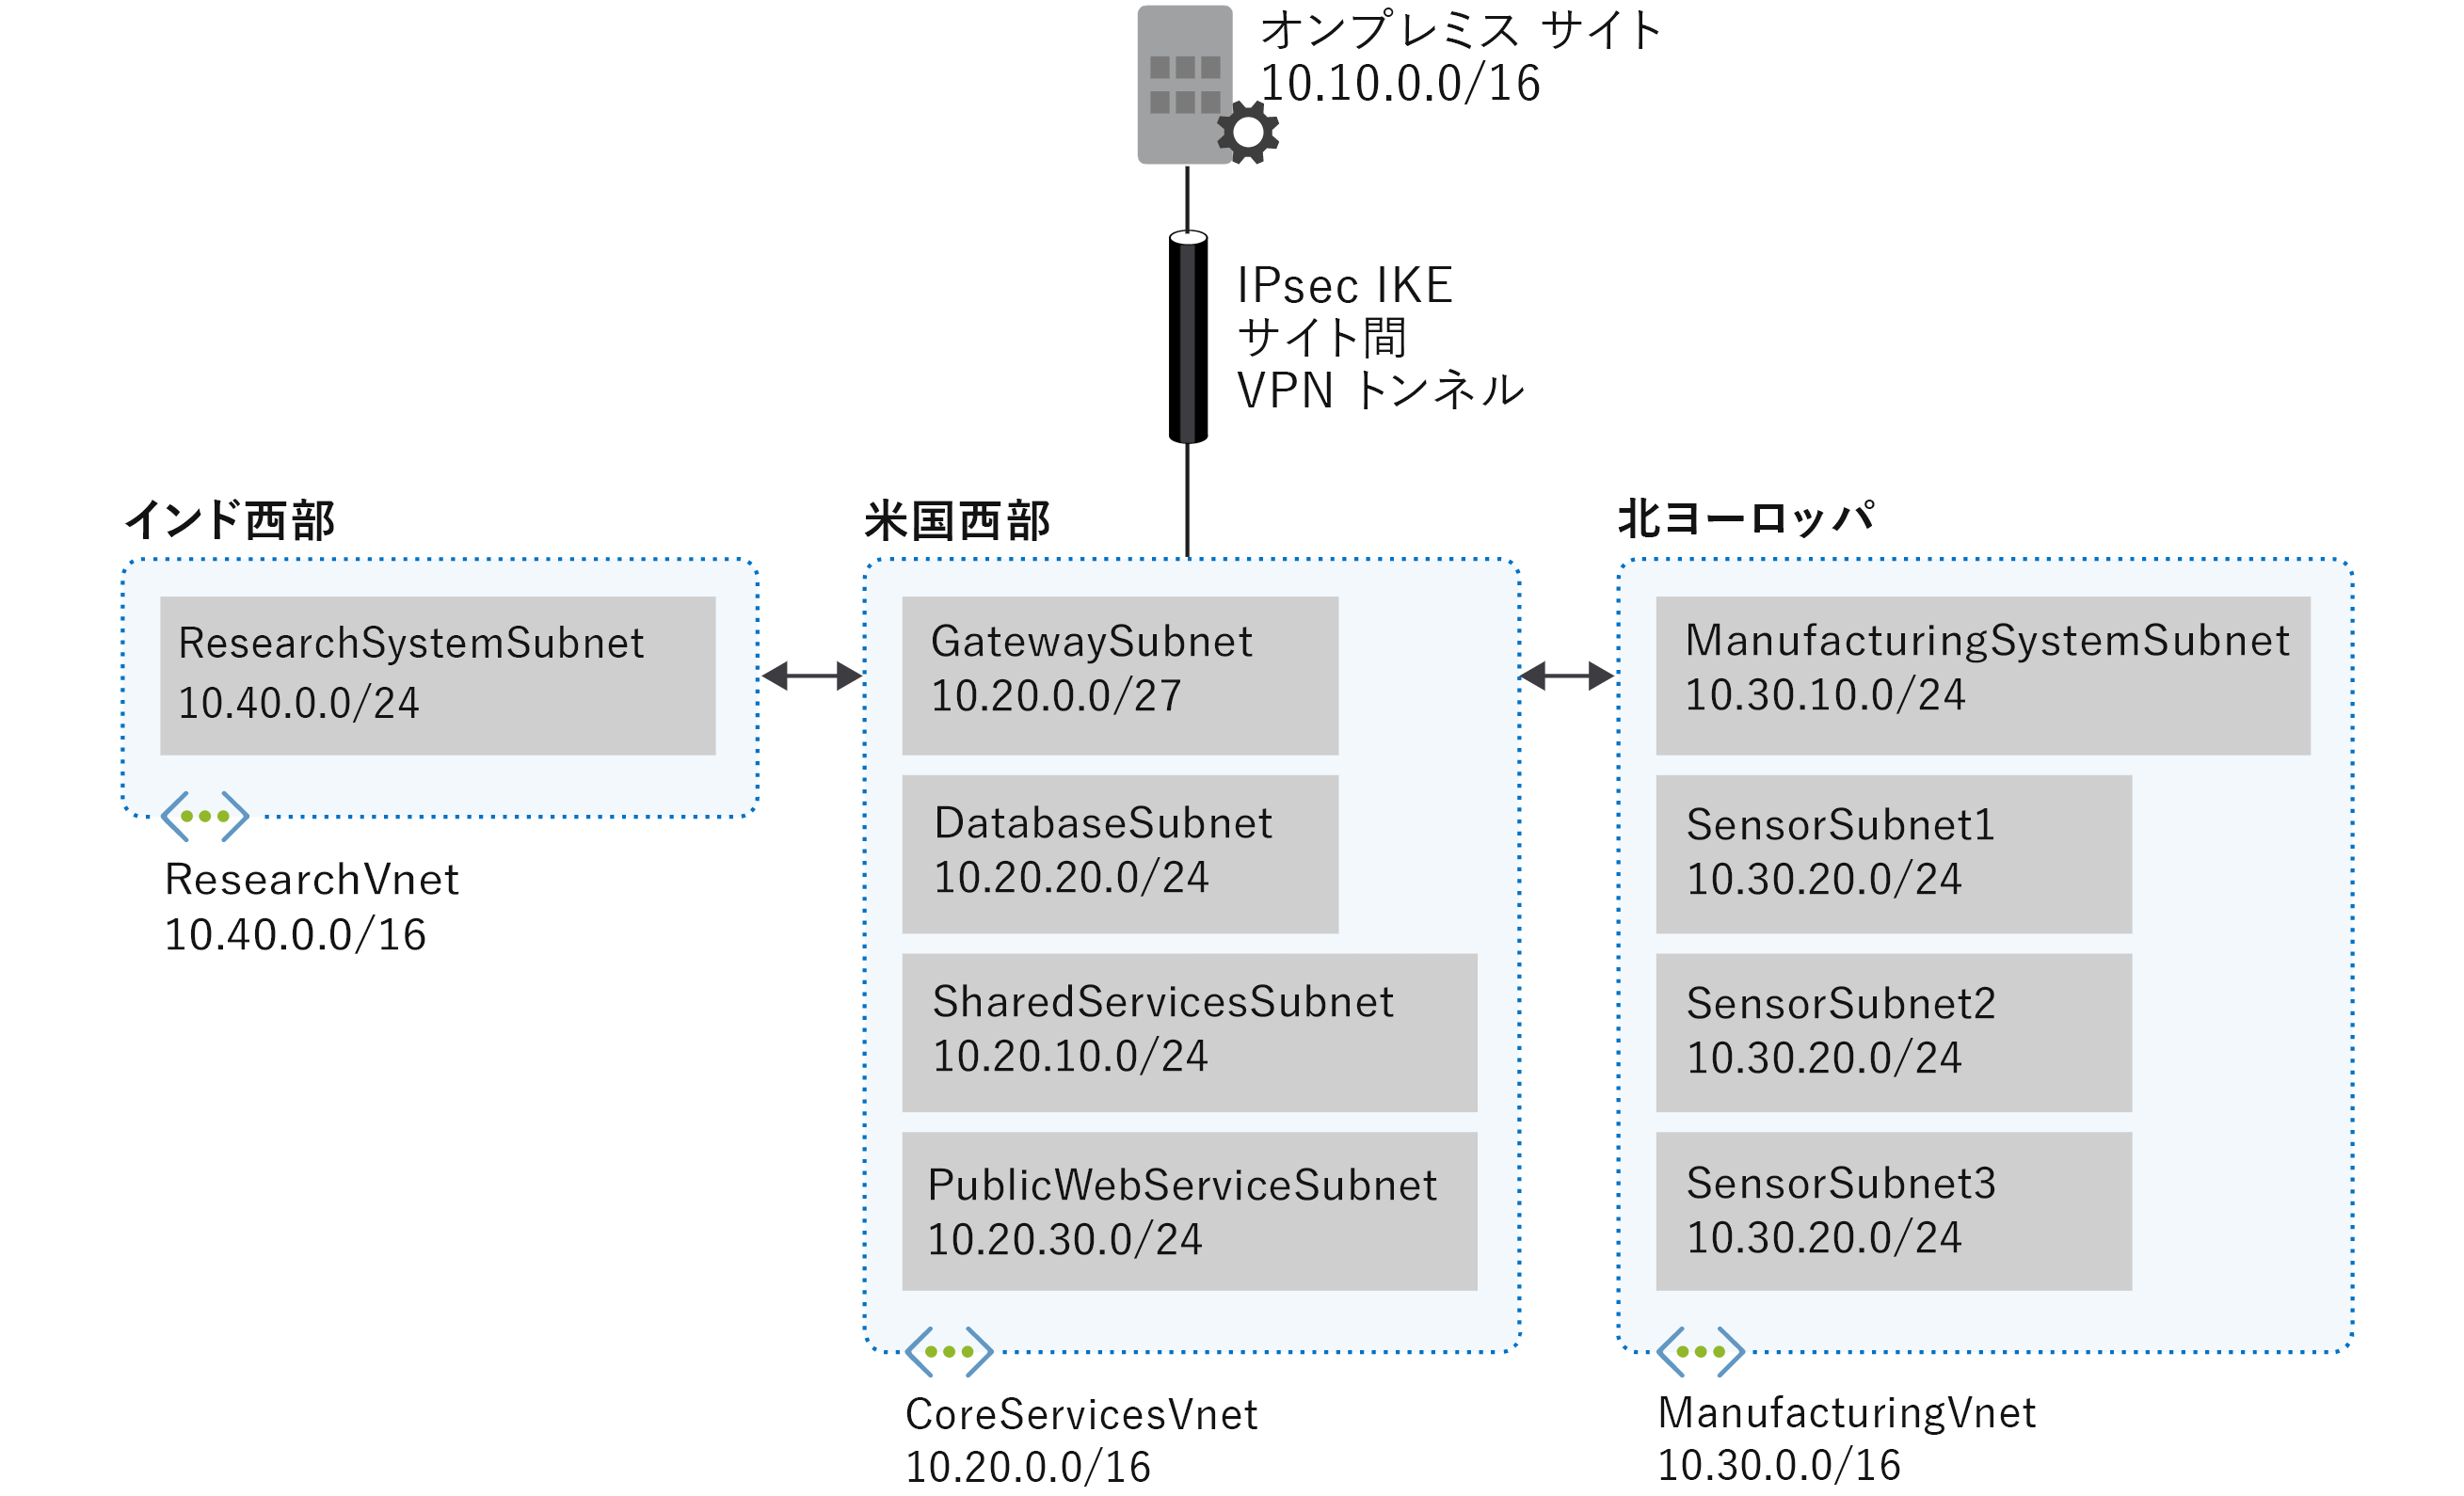 オンプレミス サイト
10.10.0.0/16
IPsec IKE
サイト間
VPN トンネル
インド西部
ResearchSystemSubnet
10.40.0.0/24
ResearchVnet
10.40.0.0/16
米国西部
GatewaySubnet
10.20.0.0/27
DatabaseSubnet
10.20.20.0/24
SharedServicesSubnet
10.20.10.0/24
PublicWebServiceSubnet
10.20.30.0/24
CoreServicesVnet
10.20.0.0/16
北ヨーロッパ
ManufacturingSystemSubnet
10.30.10.0/24
SensorSubnet1
10.30.20.0/24
SensorSubnet2
10.30.20.0/24
SensorSubnet3
10.30.20.0/24
ManufacturingVnet
10.30.0.0/16